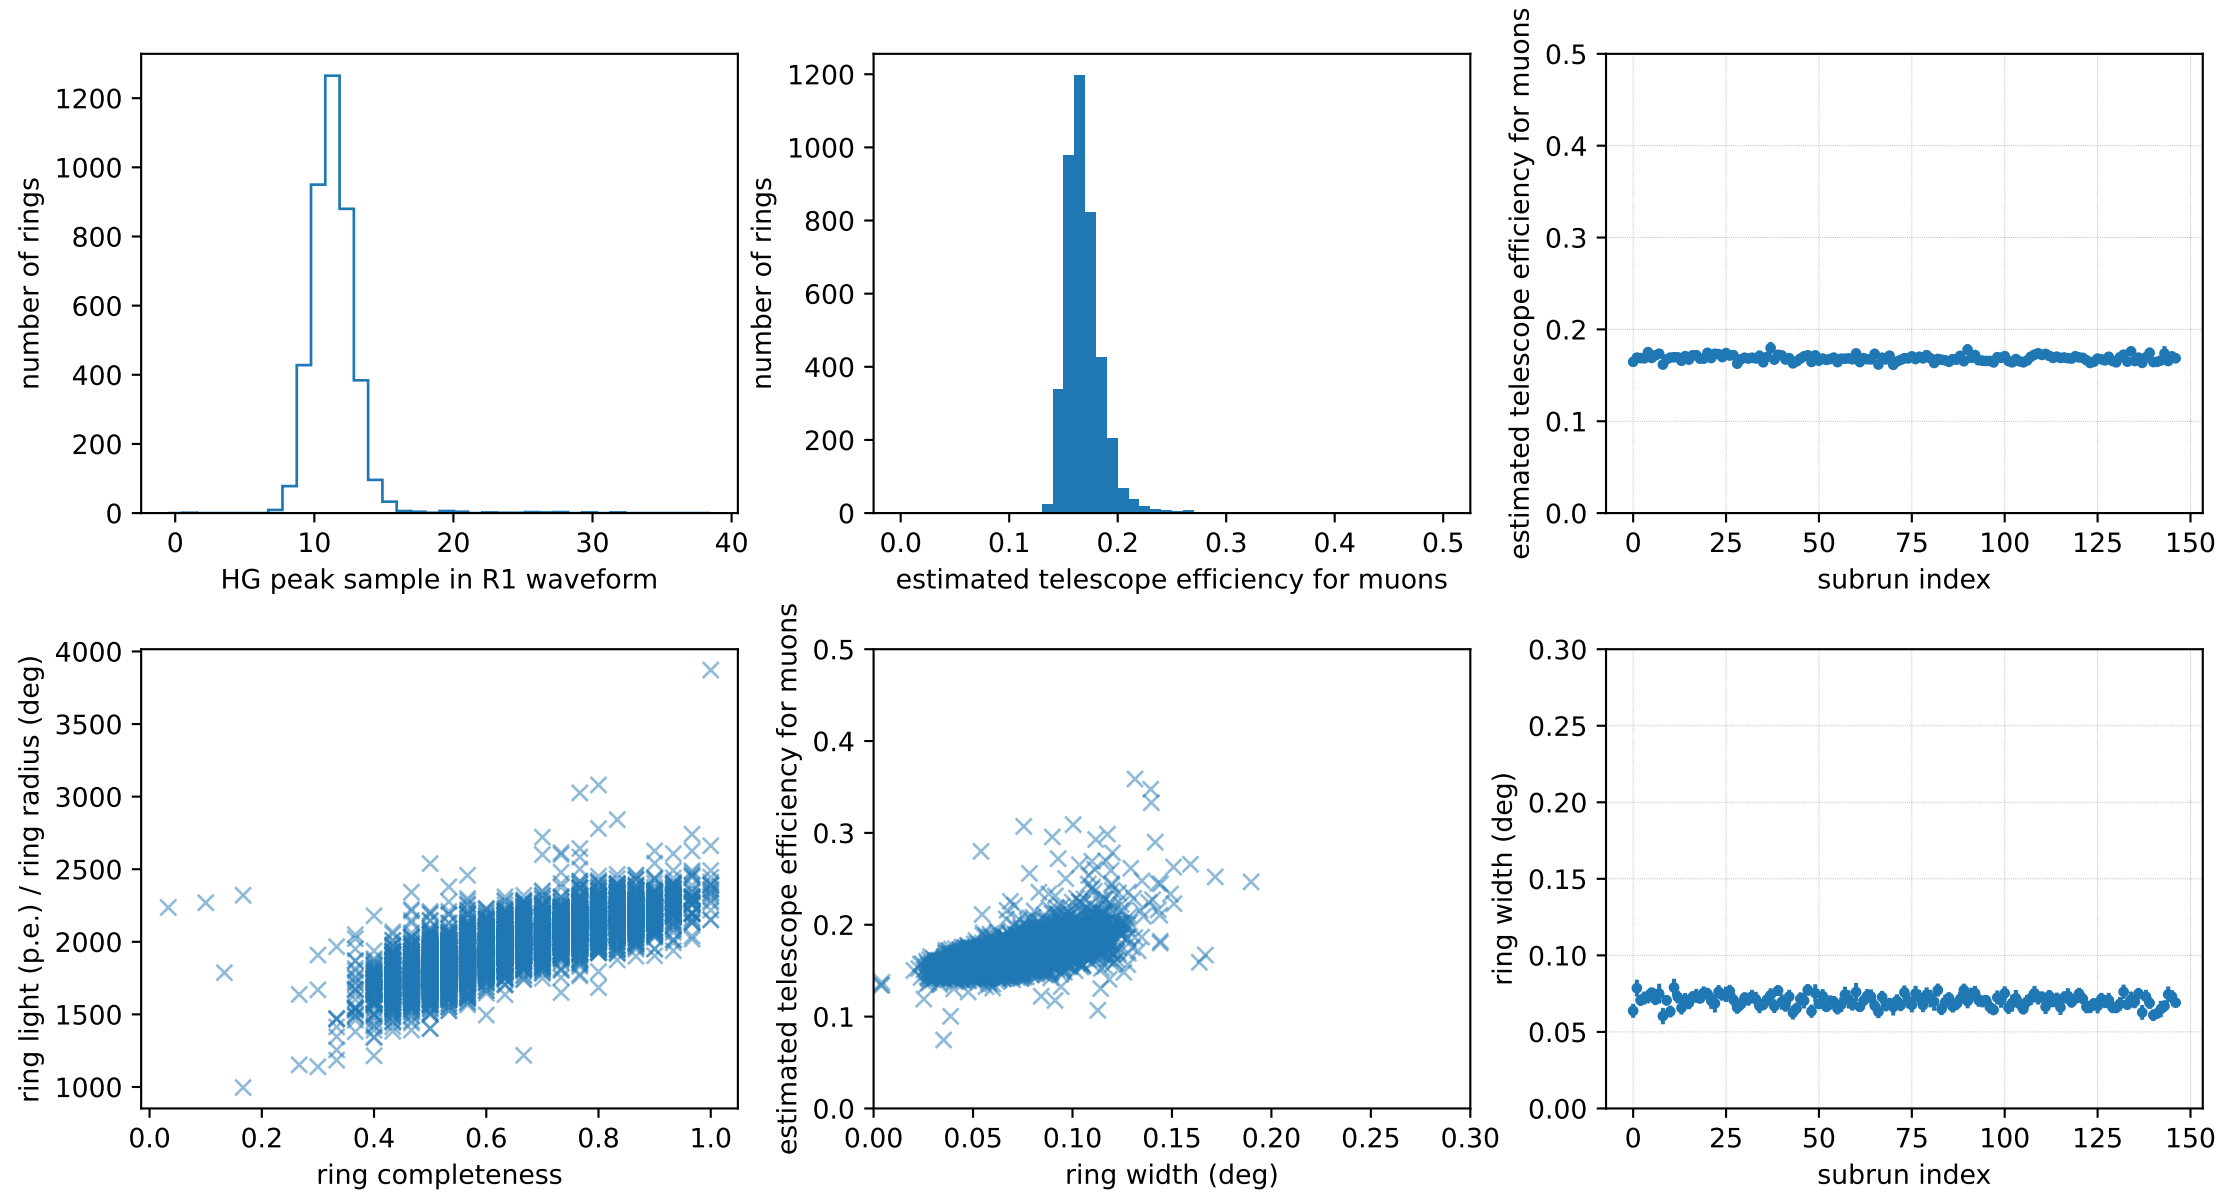 number of rings
1200
1000
800
600
400
200
0
0 10 20 30 40
HG peak sample in R1 waveform
number of rings
1200
1000
800
600
400
200
0
0.0 0.1 0.2 0.3 0.4 0.5
estimated telescope efficiency for muons
estimated telescope efficiency for muons
0.5
0.4
0.3
0.2
0.1
0.0
0 25 50 75 100 125 150
subrun index
ring light (p.e.) / ring radius (deg)
4000
3500
3000
2500
2000
1500
1000
0.0 0.2 0.4 0.6 0.8 1.0
ring completeness
estimated telescope efficiency for muons
0.5
0.4
0.3
0.2
0.1
0.0
0.00 0.05 0.10 0.15 0.20 0.25 0.30
ring width (deg)
ring width (deg)
0.30
0.25
0.20
0.15
0.10
0.05
0.00
0 25 50 75 100 125 150
subrun index